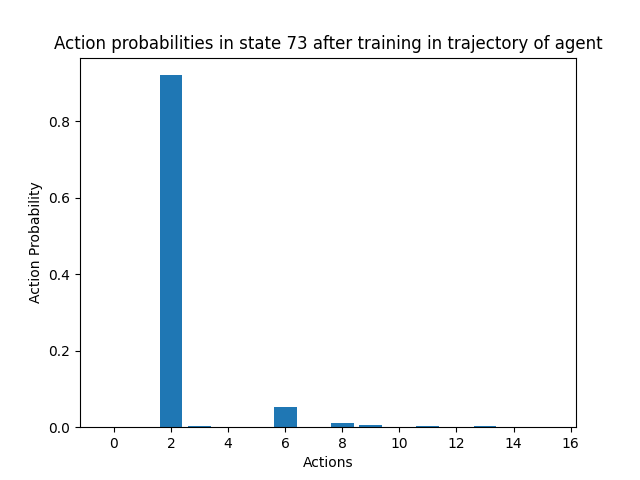 Action probabilities in state 73 after training in trajectory of agent
Action Probability
0.8
0.6
0.4
0.2
0.0
0 2 4 6 8 10 12 14 16
Actions